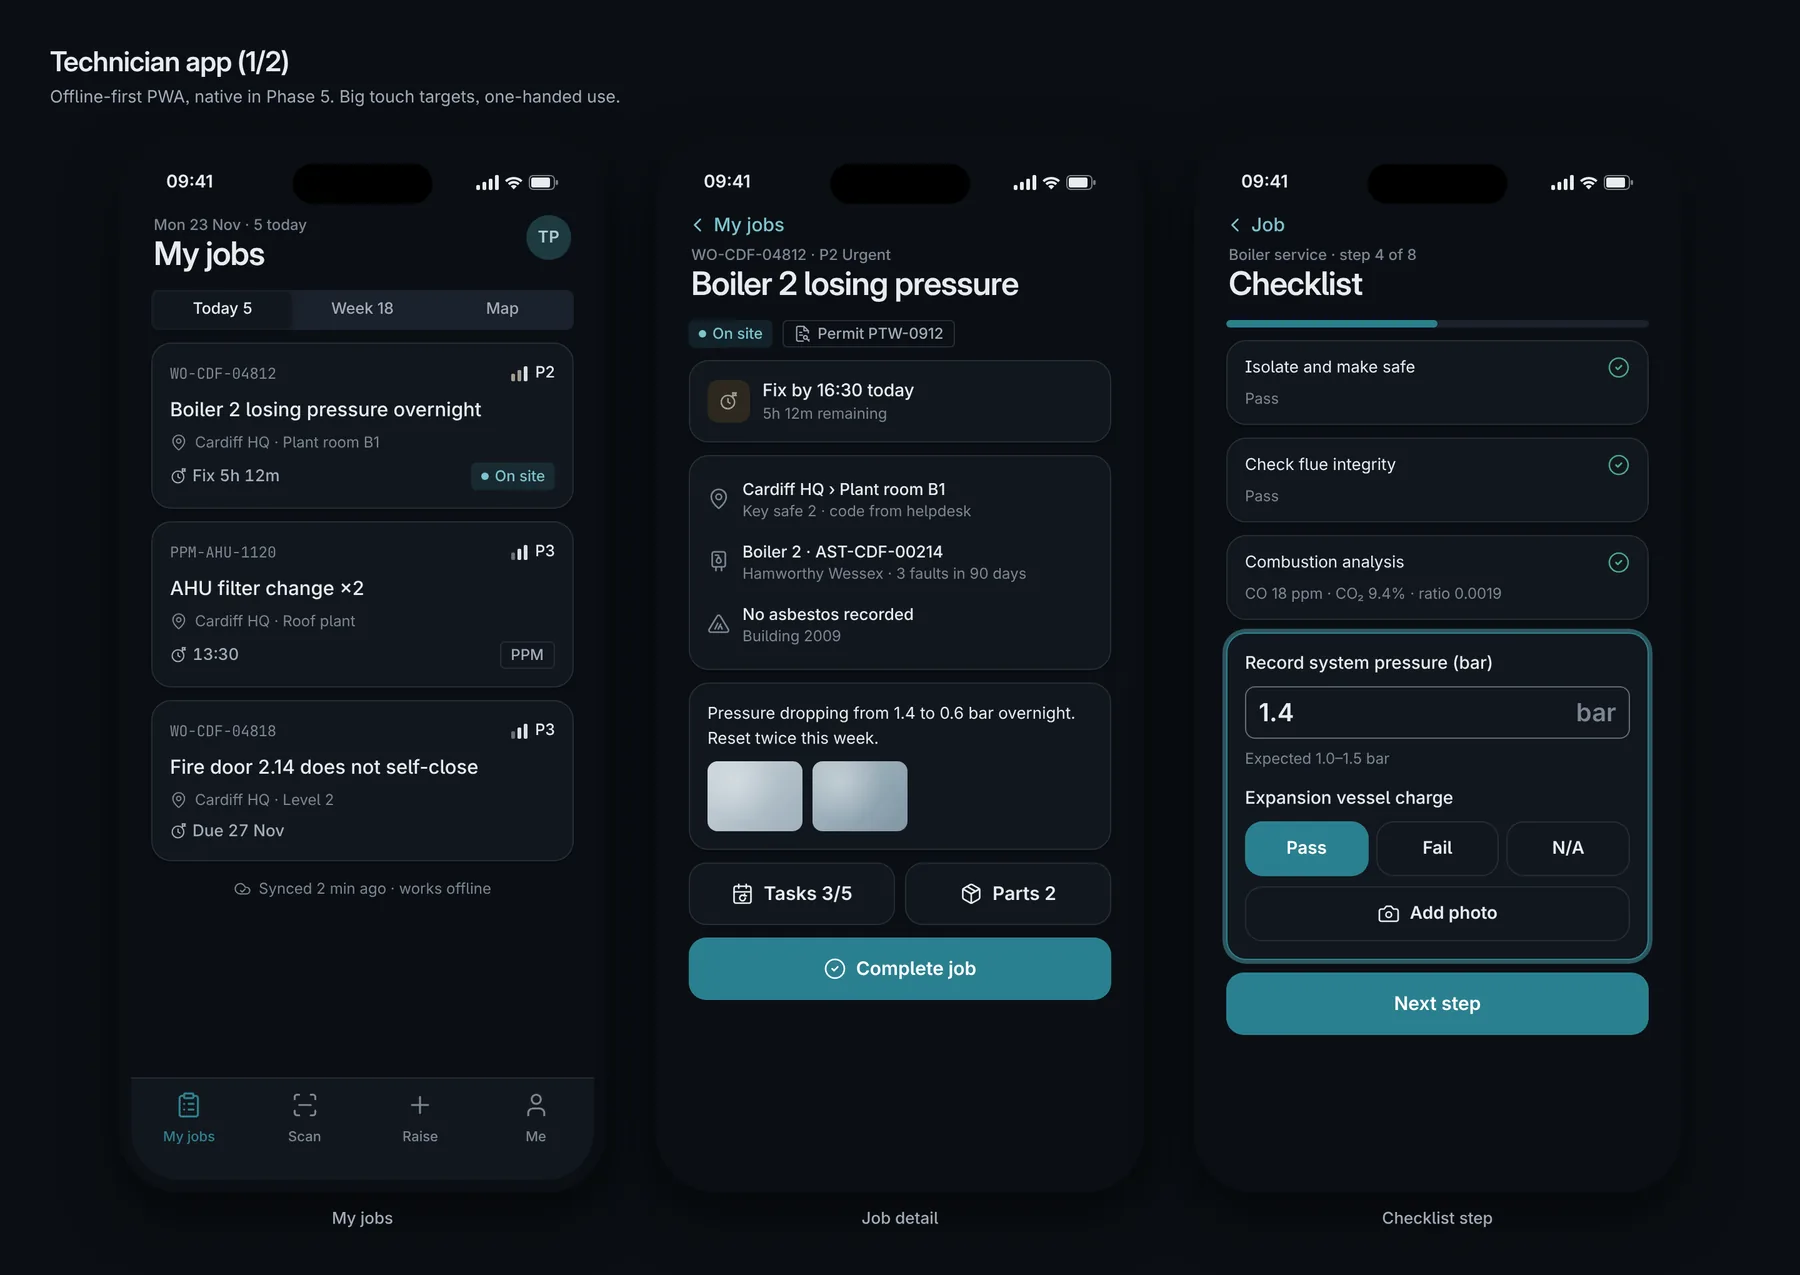 Technician app (1/2)
Offline-first PWA, native in Phase 5. Big touch targets, one-handed use.
09:41
Mon 23 Nov · 5 today
My jobs
TP
Today 5
Week 18
Map
WO-CDF-04812
P2
Boiler 2 losing pressure overnight
Cardiff HQ · Plant room B1
Fix 5h 12m
On site
PPM-AHU-1120
P3
AHU filter change ×2
Cardiff HQ · Roof plant
13:30
PPM
WO-CDF-04818
P3
Fire door 2.14 does not self-close
Cardiff HQ · Level 2
Due 27 Nov
Synced 2 min ago · works offline
My jobs
Scan
Raise
Me
My jobs
09:41
My jobs
WO-CDF-04812 · P2 Urgent
Boiler 2 losing pressure
On site
Permit PTW-0912
Fix by 16:30 today
5h 12m remaining
Cardiff HQ › Plant room B1
Key safe 2 · code from helpdesk
Boiler 2 · AST-CDF-00214
Hamworthy Wessex · 3 faults in 90 days
No asbestos recorded
Building 2009
Pressure dropping from 1.4 to 0.6 bar overnight.
Reset twice this week.
Tasks 3/5
Parts 2
Complete job
Job detail
09:41
Job
Boiler service · step 4 of 8
Checklist
Isolate and make safe
Pass
Check flue integrity
Pass
Combustion analysis
CO 18 ppm · CO₂ 9.4% · ratio 0.0019
Record system pressure (bar)
1.4
bar
Expected 1.0–1.5 bar
Expansion vessel charge
Pass
Fail
N/A
Add photo
Next step
Checklist step